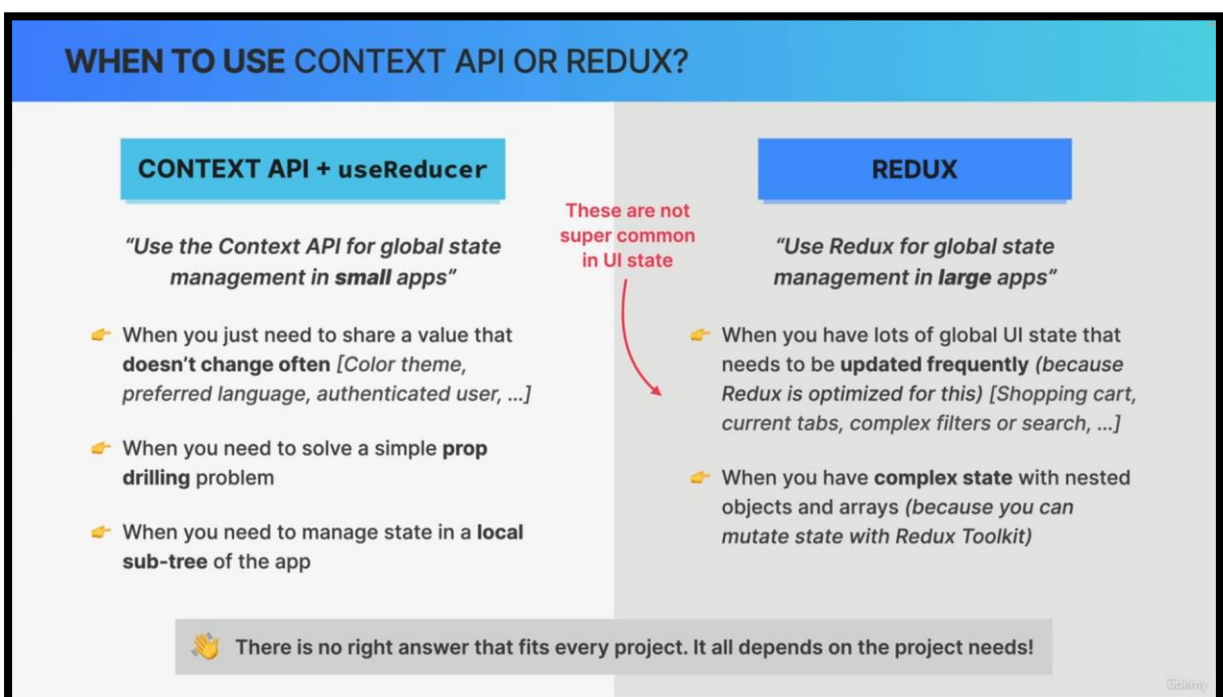 WHEN TO USE CONTEXT API OR REDUX?
CONTEXT API + useReducer
“Use the Context API for global state
management in small apps”
When you just need to share a value that
doesn’t change often [Color theme,
preferred language, authenticated user, ...]
When you need to solve a simple prop
drilling problem
When you need to manage state in a local
sub-tree of the app
These are not
super common
in UI state
REDUX
“Use Redux for global state
management in large apps”
When you have lots of global UI state that
needs to be updated frequently (because
Redux is optimized for this) [Shopping cart,
current tabs, complex filters or search, ...]
When you have complex state with nested
objects and arrays (because you can
mutate state with Redux Toolkit)
There is no right answer that fits every project. It all depends on the project needs!
Udemy